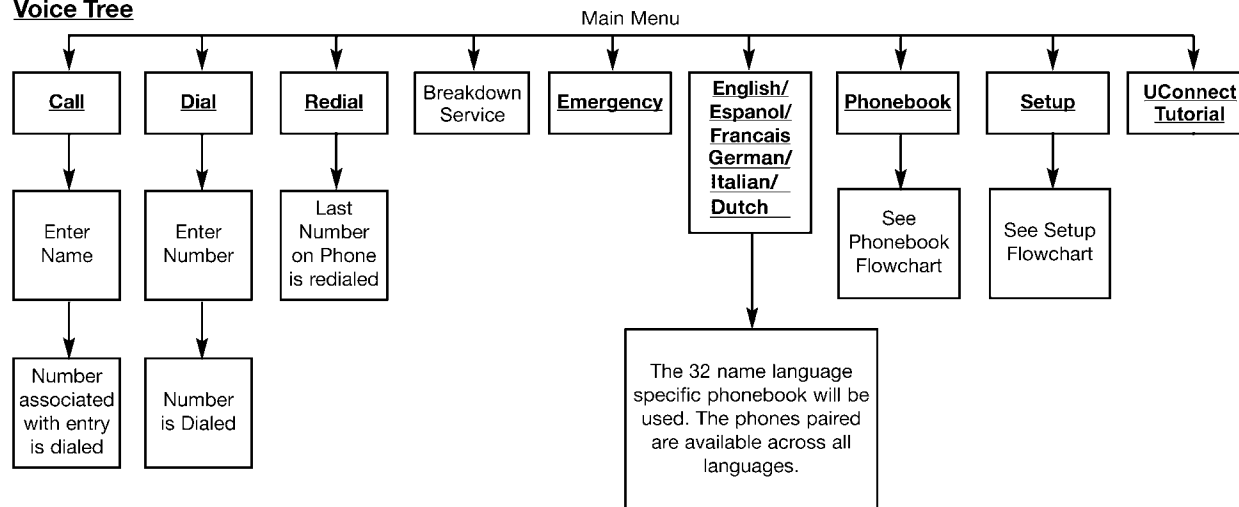 Voice Tree
Main Menu
Call
Dial
Redial
Breakdown
Service
Emergency
English/
Espanol/
Francais
German/
Italian/
Dutch
Phonebook
Setup
UConnect
Tutorial
Enter
Name
Enter
Number
Last
Number
on Phone
is redialed
See
Phonebook
Flowchart
See Setup
Flowchart
Number
associated
with entry
is dialed
Number
is Dialed
The 32 name language
specific phonebook will be
used. The phones paired
are available across all
languages.